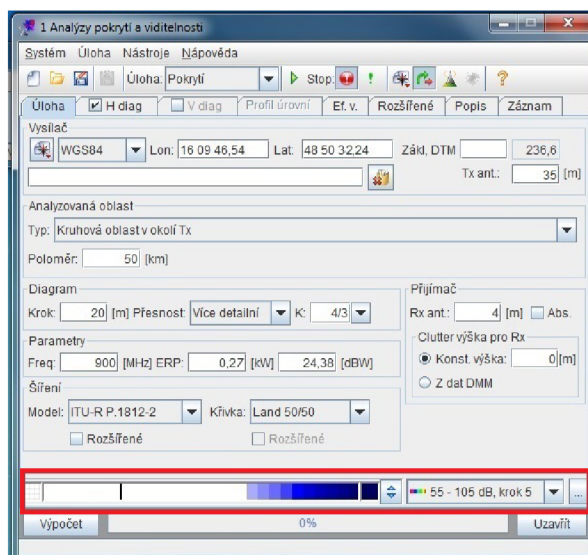 1 Analýzy pokrytí a viditelnosti
Systém Úloha Nástroje Nápověda
Úloha: Pokrytí Stop:
Úloha H diag V diag Profil úrovní Ef. v. Rozšířené Popis Záznam
Vysílač
WGS84 Lon: 16 09 46,54 Lat: 48 50 32,24 Zákl, DTM 236,6
Tx ant.: 35 [m]
Analyzovaná oblast
Typ: Kruhová oblast v okolí Tx
Poloměr: 50 [km]
Diagram
Krok: 20 [m] Přesnost: Více detailní K: 4/3
Přijímač
Rx ant.: 4 [m] Abs.
Parametry
Freq: 900 [MHz] ERP: 0,27 [kW] 24,38 [dBW]
Clutter výška pro Rx
Konst. výška: 0 [m]
Z dat DMM
Šíření
Model: ITU-R P.1812-2 Křivka: Land 50/50
Rozšířené Rozšířené
55 - 105 dB, krok 5 ...
Výpočet 0% Uzavřít